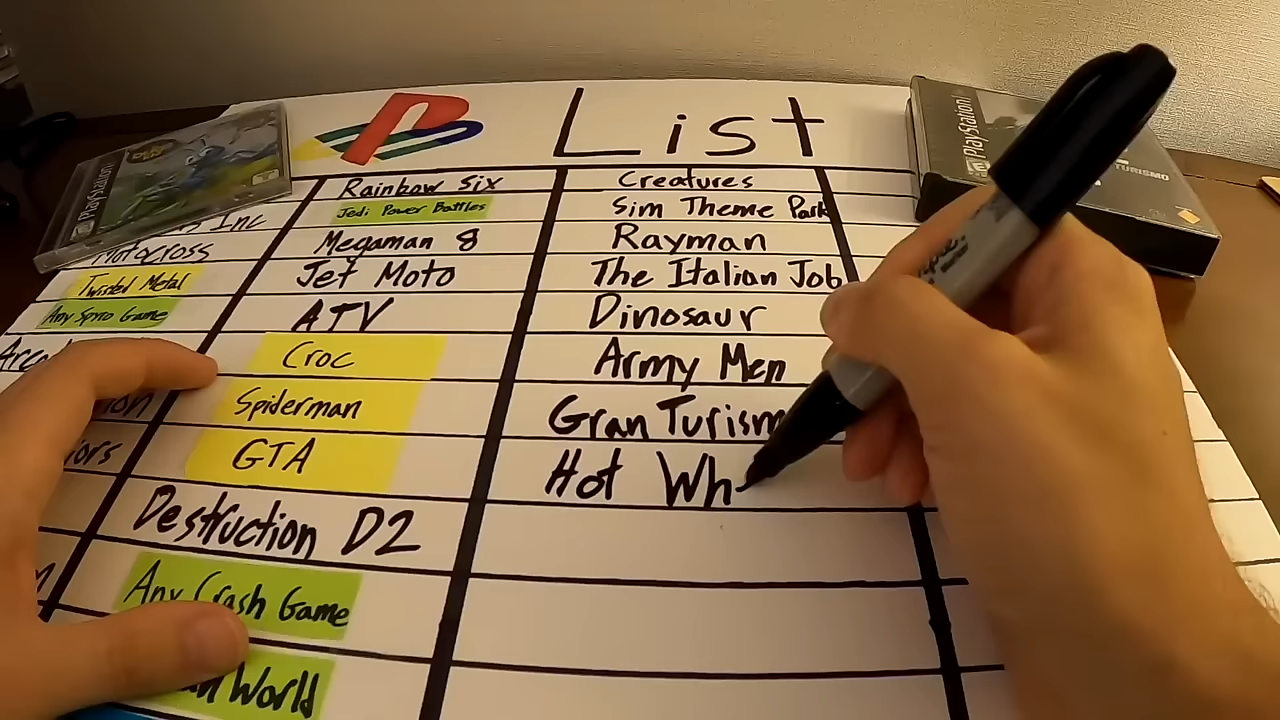 List
PlayStation
PlayStation
TURISMO
Inc
Motocross
Twisted Metal
Any Spyro Game
Rainbow Six
Jedi Power Battles
Megaman 8
Jet Moto
ATV
Croc
Spiderman
GTA
Destruction D2
Any Crash Game
World
Creatures
Sim Theme Park
Rayman
The Italian Job
Dinosaur
Army Men
Gran Turism
Hot Wh